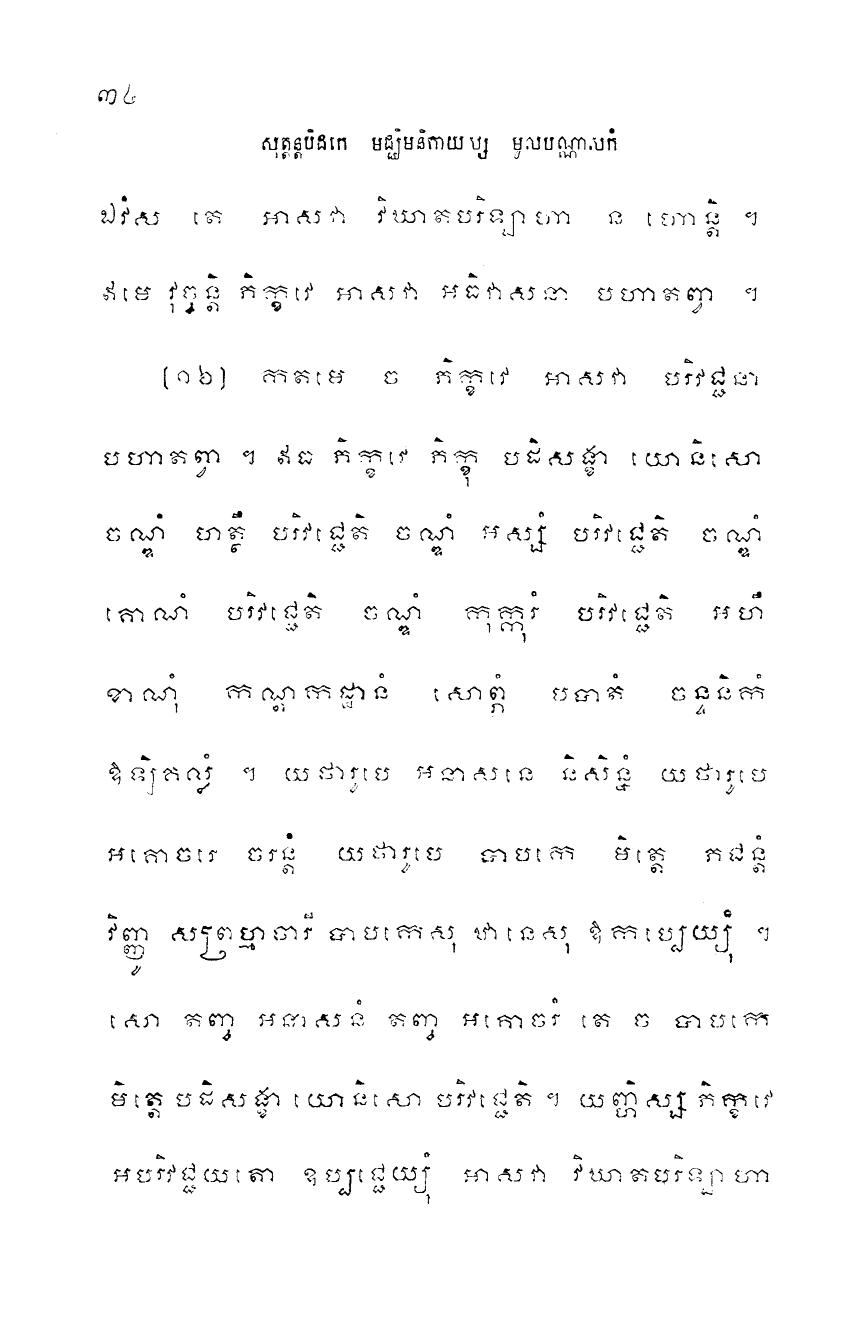 ៣៤
សុត្តន្តបិដកេ មជ្ឈិមនិកាយស្ស មូលបណ្ណាសកំ
ឯវំស តេ អាសវា វិឃាតបរិឡាហា ន ហោន្តិ ។
ឥមេ វុច្ចន្តិ ភិក្ខវេ អាសវា អធិវាសនា បហាតព្វា ។
(១៦) កតមេ ច ភិក្ខវេ អាសវា បរិវជ្ជនា
បហាតព្វា ។ ឥធ ភិក្ខវេ ភិក្ខុ បដិសង្ខា យោនិសោ
ចណ្ឌំ ហត្ថឹ បរិវជ្ជេតិ ចណ្ឌំ អស្សំ បរិវជ្ជេតិ ចណ្ឌំ
គោណំ បរិវជ្ជេតិ ចណ្ឌំ កុក្កុរំ បរិវជ្ជេតិ អហឹ
ខាណុំ កណ្ដកដ្ឋានំ សោព្ភំ បបាតំ ចន្ទនិកំ
ឱឡិគល្លំ ។ យថារូបេ អនាសនេ និសិន្នំ យថារូបេ
អគោចរេ ចរន្តំ យថារូបេ បាបកេ មិត្តេ ភជន្តំ
វិញ្ញូ សព្រហ្មចារី បាបកេសុ ឋានេសុ ឱកប្បេយ្យុំ ។
សោ តញ្ច អនាសនំ តញ្ច អគោចរំ តេ ច បាបកេ
មិត្តេ បដិសង្ខា យោនិសោ បរិវជ្ជេតិ ។ យញ្ហិស្ស ភិក្ខវេ
អបរិវជ្ជយតោ ឧប្បជ្ជេយ្យុំ អាសវា វិឃាតបរិឡាហា